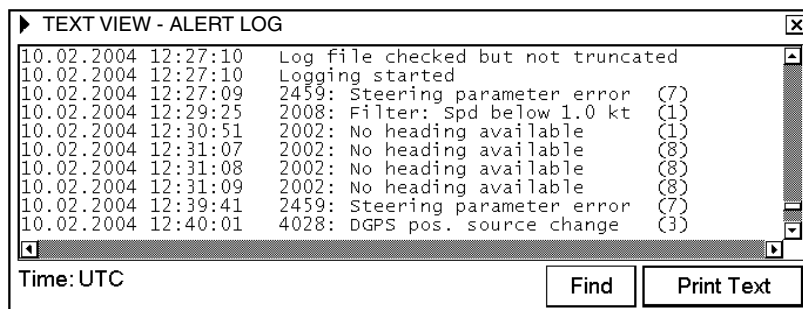 TEXT VIEW - ALERT LOG
10.02.2004 12:27:10 Log file checked but not truncated
10.02.2004 12:27:10 Logging started
10.02.2004 12:27:09 2459: Steering parameter error (7)
10.02.2004 12:29:25 2008: Filter: Spd below 1.0 kt (1)
10.02.2004 12:30:51 2002: No heading available (1)
10.02.2004 12:31:07 2002: No heading available (8)
10.02.2004 12:31:08 2002: No heading available (8)
10.02.2004 12:31:09 2002: No heading available (8)
10.02.2004 12:39:41 2459: Steering parameter error (7)
10.02.2004 12:40:01 4028: DGPS pos. source change (3)
Time: UTC
Find Print Text